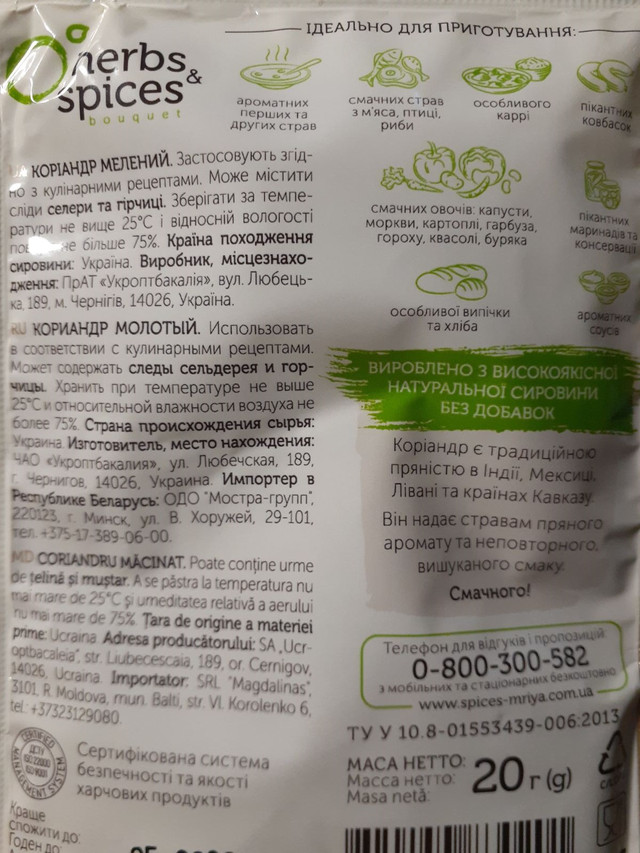 herbs
&
spices
bouquet
ІДЕАЛЬНО ДЛЯ ПРИГОТУВАННЯ:
ароматних
перших та
других страв
смачних страв
з м'яса, птиці,
риби
особливого
каррі
пікантних
ковбасок
смачних овочів: капусти,
моркви, картоплі, гарбуза,
гороху, квасолі, буряка
пікантних
маринадів та
консервації
особливої випічки
та хліба
ароматних
соусів
КОРІАНДР МЕЛЕНИЙ. Застосовують згід-
но з кулінарними рецептами. Може містити
сліди селери та гірчиці. Зберігати за темпе-
ратури не вище 25°С і відносній вологості
не більше 75%. Країна походження
сировини: Україна. Виробник, місцезнахо-
дження: ПрАТ «Укроптбакалія», вул. Любець-
ка, 189, м. Чернігів, 14026, Україна.
RU КОРИАНДР МОЛОТЫЙ. Использовать
в соответствии с кулинарными рецептами.
Может содержать следы сельдерея и гор-
чицы. Хранить при температуре не выше
25°С и относительной влажности воздуха не
более 75%. Страна происхождения сырья:
Украина. Изготовитель, место нахождения:
ЧАО «Укроптбакалия», ул. Любечская, 189,
г. Чернигов, 14026, Украина. Импортер в
Республике Беларусь: ОДО "Мостра-групп",
220123, г. Минск, ул. В. Хоружей, 29-101,
тел. +375-17-389-06-00.
MD CORIANDRU MĂCINAT. Poate conține urme
de țelină și muștar. A se păstra la temperatura nu
mai mare de 25°C și umeditatea relativă a aerului
nu mai mare de 75%. Țara de origine a materiei
prime: Ucraina. Adresa producătorului: SA „Ucr-
optbacaleia", str. Liubecescaia, 189, or. Cernigov,
14026, Ucraina. Importator: SRL "Magdalinas",
3101, R. Moldova, mun. Balti, str. Vl. Korolenko 6,
tel.: +37323129080.
ВИРОБЛЕНО З ВИСОКОЯКІСНОЇ
НАТУРАЛЬНОЇ СИРОВИНИ
БЕЗ ДОБАВОК
Коріандр є традиційною
пряністю в Індії, Мексиці,
Лівані та країнах Кавказу.
Він надає стравам пряного
аромату та неповторного,
вишуканого смаку.
Смачного!
Телефон для відгуків і пропозицій:
0-800-300-582
з мобільних та стаціонарних безкоштовно
www.spices-mriya.com.ua
ТУ У 10.8-01553439-006:2013
CERTIFIED
MANAGEMENT SYSTEM
ДСТУ
ISO 22000
ISO 9001
Сертифікована система
безпечності та якості
харчових продуктів
МАСА НЕТТО:
Масса нетто:
Masa netă:
20 г (g)
Краще
спожити до:
Годен до: